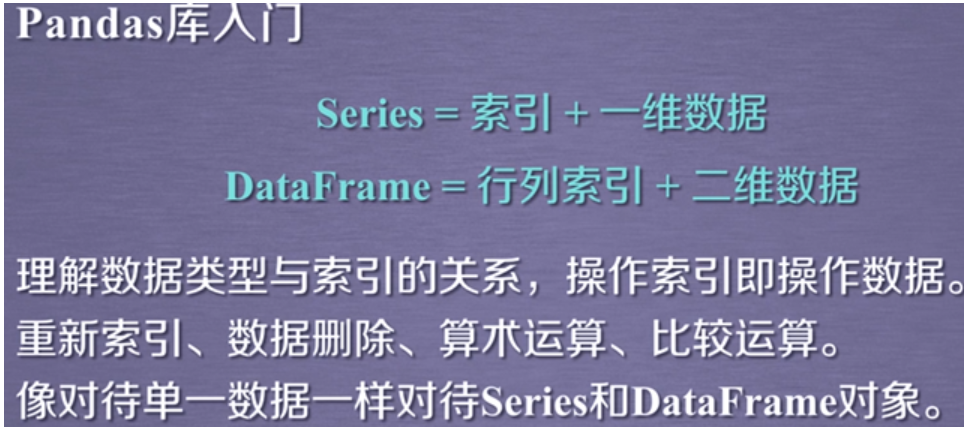 Pandas库入门
Series = 索引 + 一维数据
DataFrame = 行列索引 + 二维数据
理解数据类型与索引的关系，操作索引即操作数据。
重新索引、数据删除、算术运算、比较运算。
像对待单一数据一样对待Series和DataFrame对象。